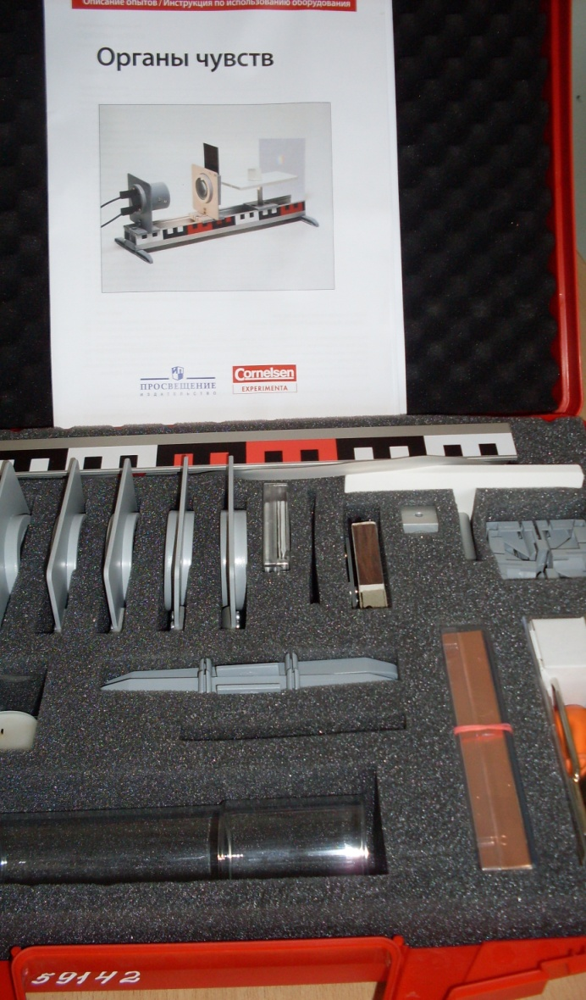 Описание опытов / Инструкция по использованию оборудования
Органы чувств
ПРОСВЕЩЕНИЕ
ИЗДАТЕЛЬСТВО
Cornelsen
EXPERIMENTA
59142